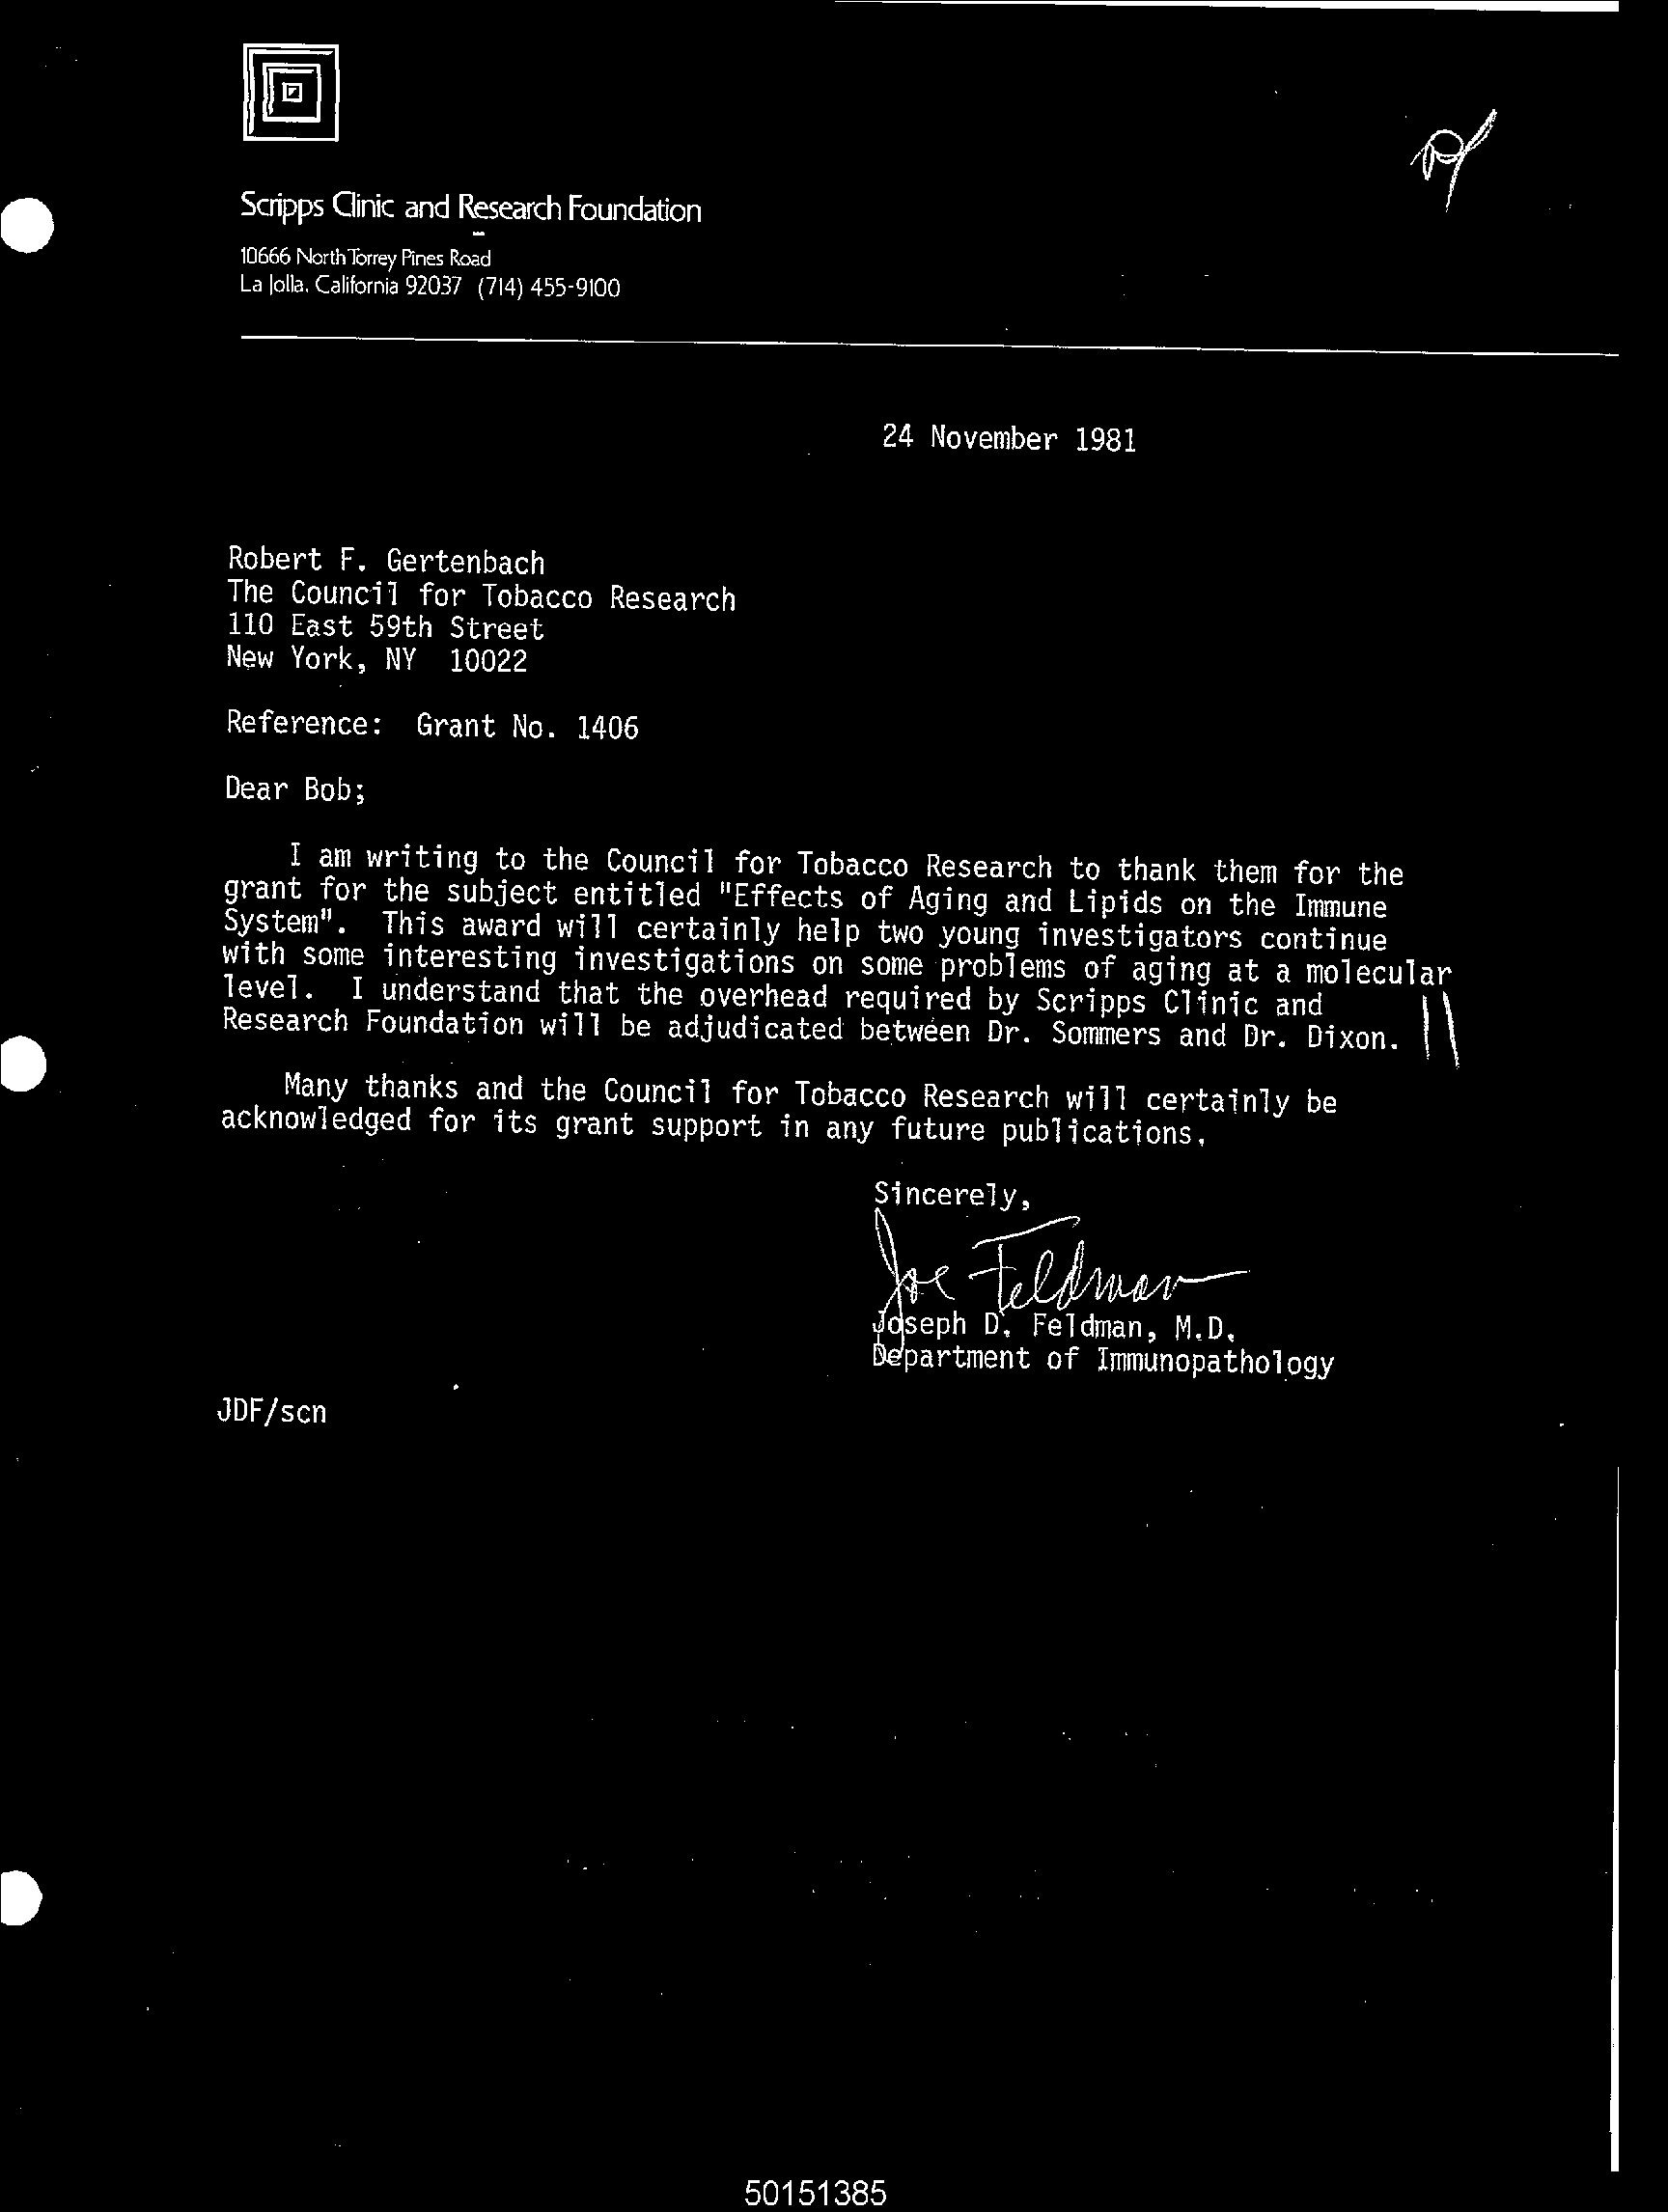 Scripps Clinic and Research Foundation
10666 North Torrey Pines Road
La Jolla, California 92037 (714) 455-9100
24 November 1981
Robert F. Gertenbach
The Council for Tobacco Research
110 East 59th Street
New York, NY 10022
Reference: Grant No. 1406
Dear Bob;
I am writing to the Council for Tobacco Research to thank them for the
grant for the subject entitled "Effects of Aging and Lipids on the Immune
System". This award will certainly help two young investigators continue
with some interesting investigations on some problems of aging at a molecular
level. I understand that the overhead required by Scripps Clinic and
Research Foundation will be adjudicated between Dr. Sommers and Dr. Dixon.
Many thanks and the Council for Tobacco Research will certainly be
acknowledged for its grant support in any future publications.
Sincerely,
Joe Feldman
Joseph D. Feldman, M.D.
Department of Immunopathology
JDF/scn
50151385